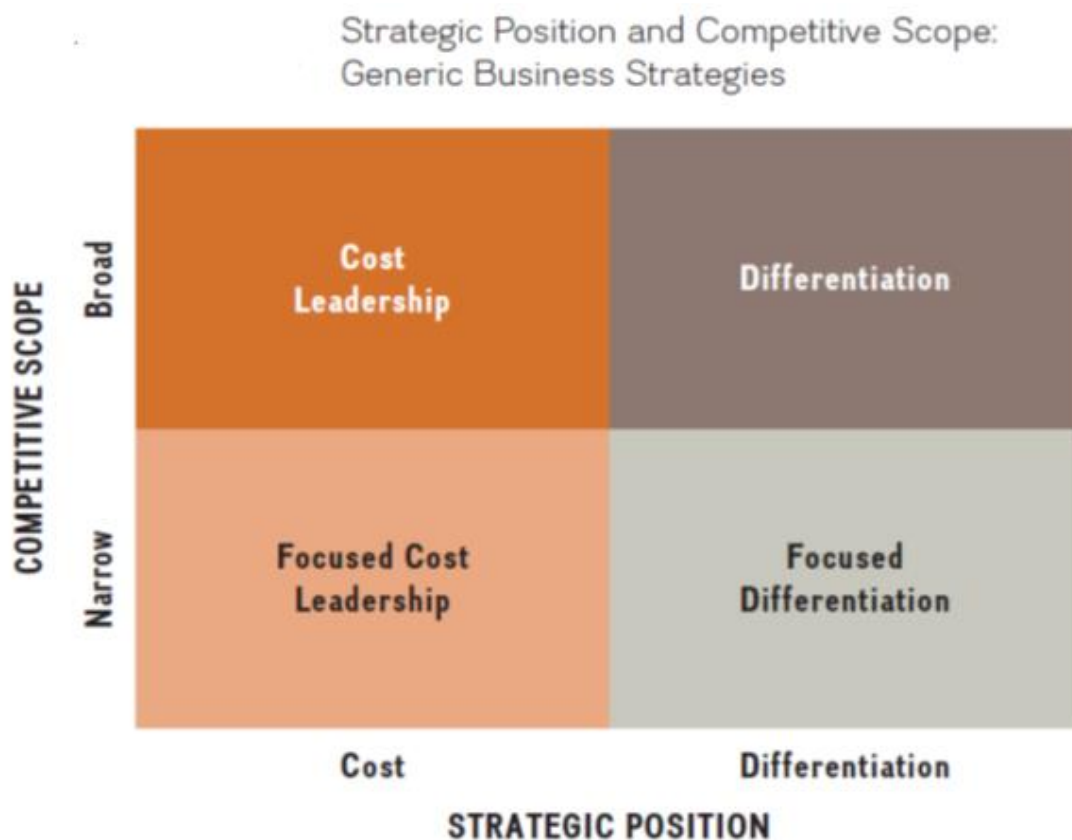 Strategic Position and Competitive Scope:
Generic Business Strategies
COMPETITIVE SCOPE
Broad
Narrow
Cost
Leadership
Differentiation
Focused Cost
Leadership
Focused
Differentiation
Cost
Differentiation
STRATEGIC POSITION